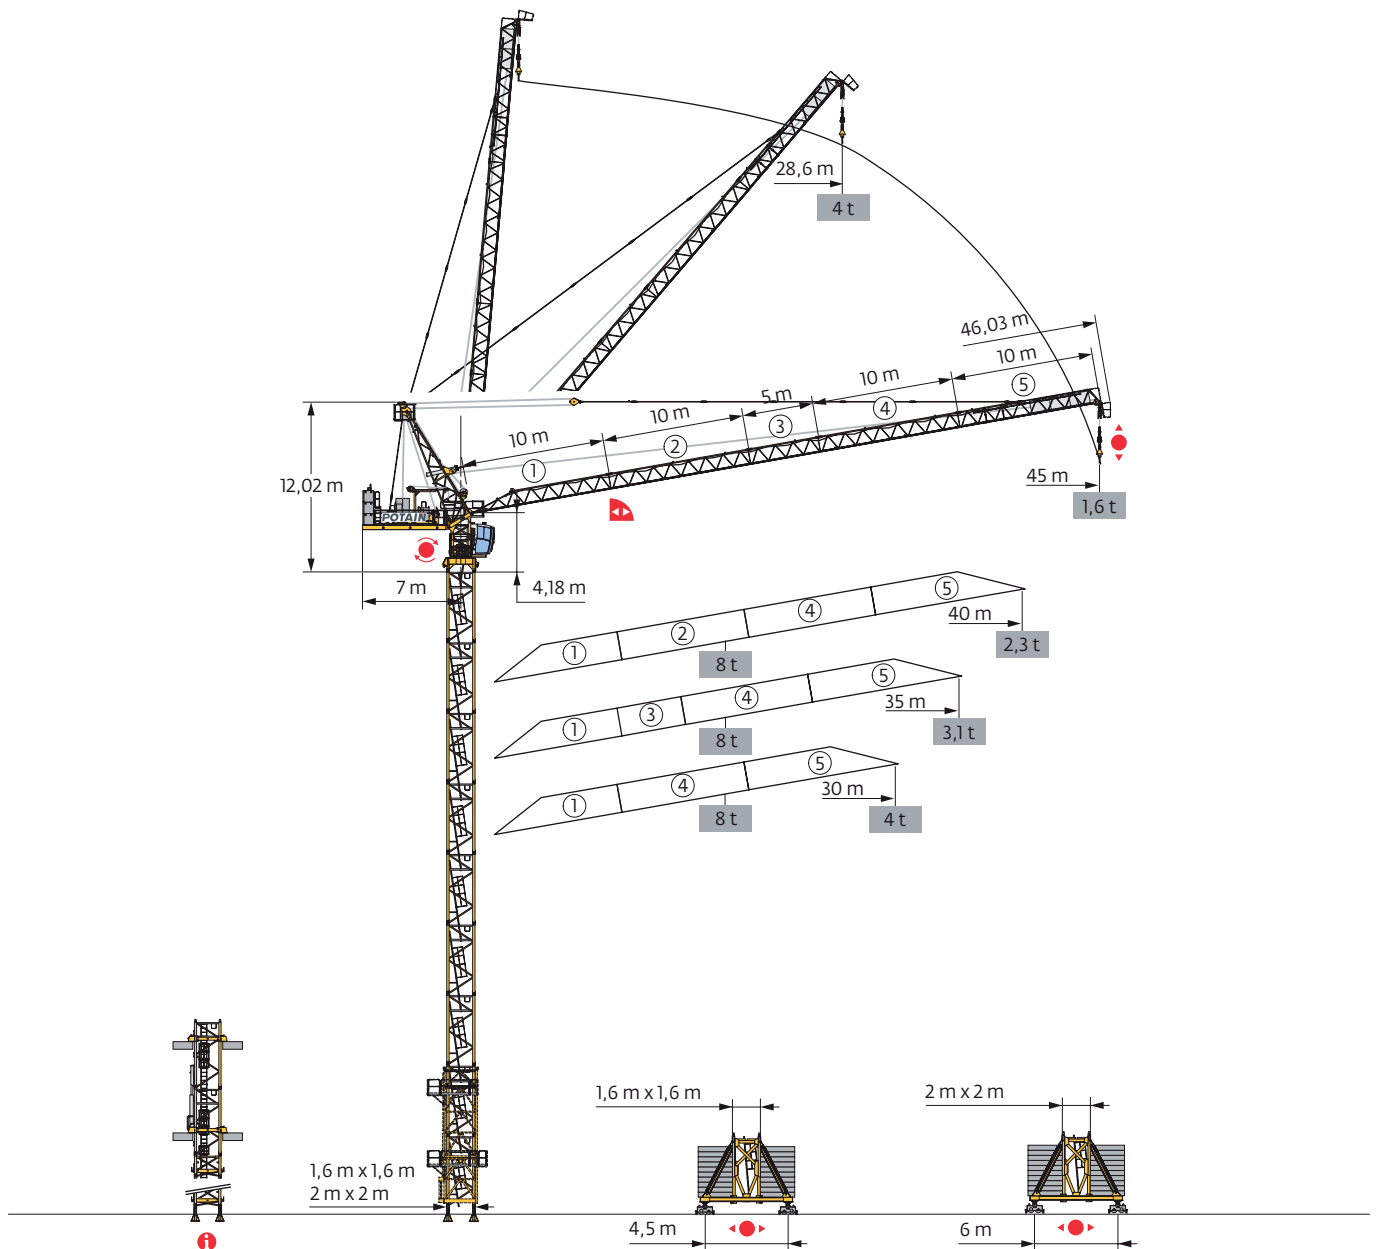 28,6 m
4 t
46,03 m
10 m
⑤
10 m
④
5 m
③
10 m
②
10 m
①
12,02 m
POTAIN
45 m
1,6 t
7 m
4,18 m
① ② ④ ⑤
40 m
8 t
2,3 t
① ③ ④ ⑤
35 m
8 t
3,1 t
① ④ ⑤
30 m
8 t
4 t
1,6 m x 1,6 m
2 m x 2 m
1,6 m x 1,6 m
2 m x 2 m
4,5 m
6 m
i